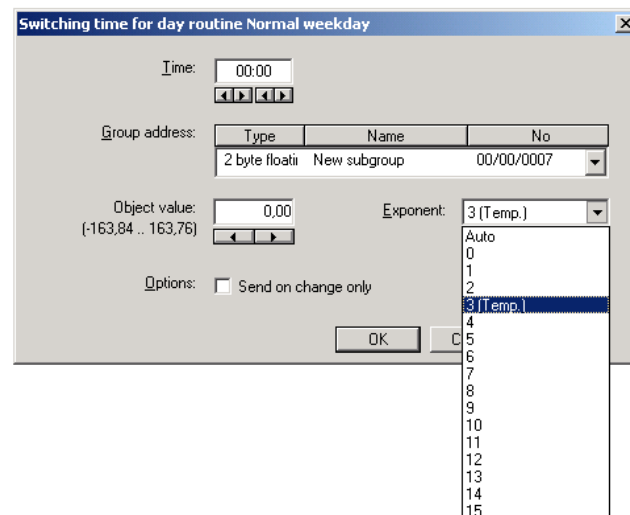 Switching time for day routine Normal weekday
Time: 00:00
Group address: Type Name No
2 byte floatii New subgroup 00/00/0007
Object value: 0,00 Exponent: 3 (Temp.)
(-163,84 .. 163,76)
Options: Send on change only
OK C
Auto
0
1
2
3 (Temp.)
4
5
6
7
8
9
10
11
12
13
14
15